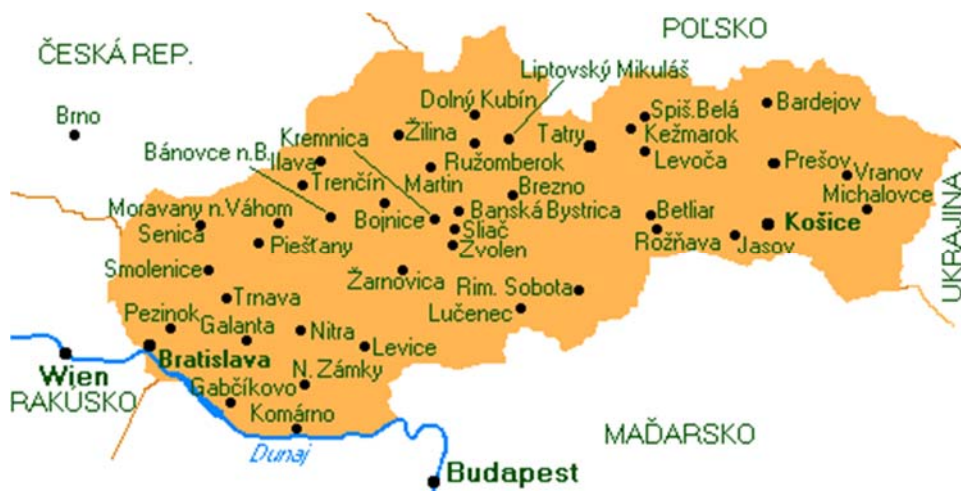 POĽSKO
ČESKÁ REP.
Liptovský Mikuláš
Dolný Kubín
Spiš.Belá
Bardejov
Brno
Kremnica
Žilina
Tatry
Kežmarok
Bánovce n.B.
Ilava
Ružomberok
Levoča
Prešov
Vranov
Trenčín
Martin
Brezno
Michalovce
Moravany n.Váhom
Bojnice
Banská Bystrica
Betliar
Košice
Senica
Sliač
Piešťany
Zvolen
Rožňava
Jasov
UKRAJINA
Smolenice
Žarnovica
Rim. Sobota
Trnava
Lučenec
Pezinok
Galanta
Nitra
Levice
Bratislava
Wien
N. Zámky
RAKÚSKO
Gabčíkovo
Komárno
MAĎARSKO
Dunaj
Budapest